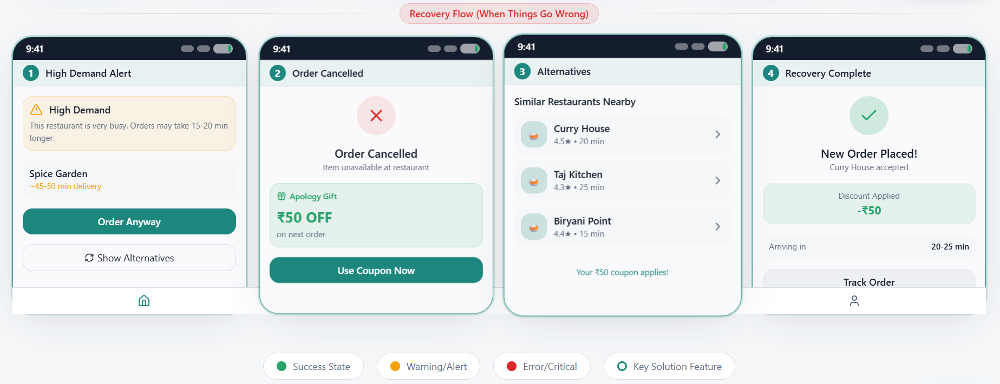 Recovery Flow (When Things Go Wrong)
9:41
1 High Demand Alert
High Demand
This restaurant is very busy. Orders may take 15-20 min
longer.
Spice Garden
~45-50 min delivery
Order Anyway
Show Alternatives
9:41
2 Order Cancelled
Order Cancelled
Item unavailable at restaurant
Apology Gift
₹50 OFF
on next order
Use Coupon Now
9:41
3 Alternatives
Similar Restaurants Nearby
Curry House
4.5★ • 20 min
Taj Kitchen
4.3★ • 25 min
Biryani Point
4.4★ • 15 min
Your ₹50 coupon applies!
9:41
4 Recovery Complete
New Order Placed!
Curry House accepted
Discount Applied
-₹50
Arriving in 20-25 min
Track Order
Success State
Warning/Alert
Error/Critical
Key Solution Feature